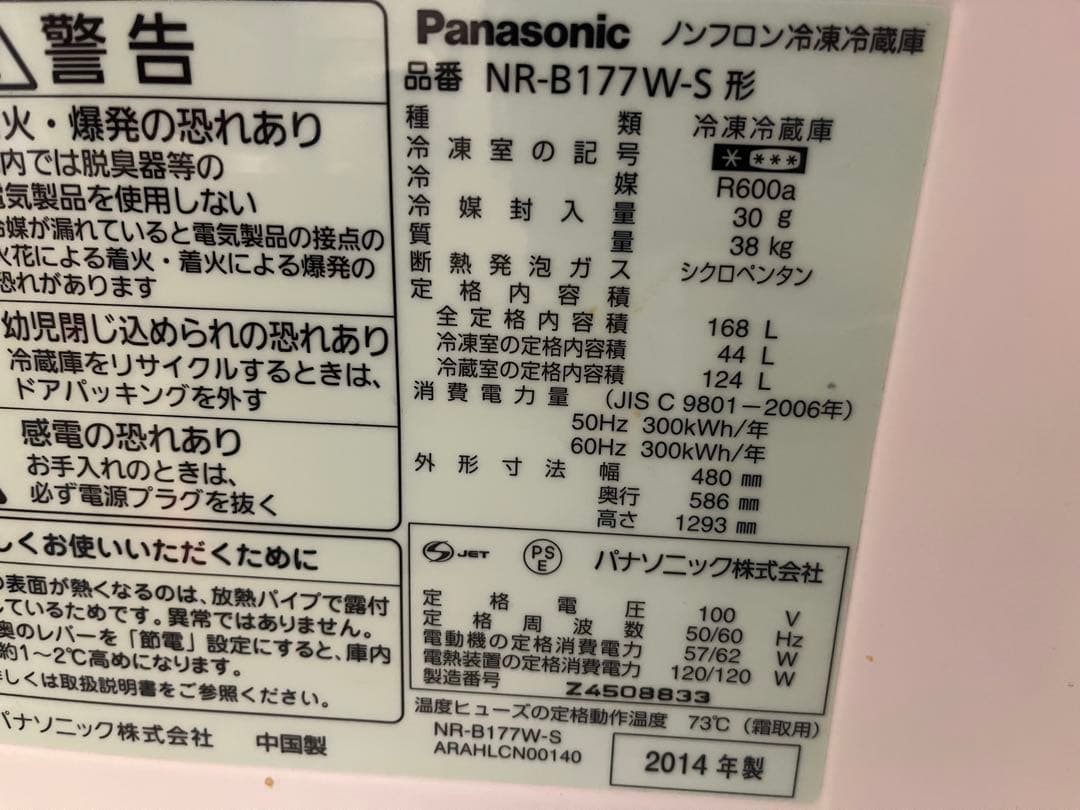 警告
火・爆発の恐れあり
内では脱臭器等の
気製品を使用しない
媒が漏れていると電気製品の接点の
火花による着火・着火による爆発の
恐れがあります
幼児閉じ込められの恐れあり
冷蔵庫をリサイクルするときは、
ドアパッキングを外す
感電の恐れあり
お手入れのときは、
必ず電源プラグを抜く
しくお使いいただくために
の表面が熱くなるのは、放熱パイプで露付
しているためです。異常ではありません。
奥のレバーを「節電」設定にすると、庫内
約1～2℃高めになります。
しくは取扱説明書をご参照ください。
パナソニック株式会社 中国製
Panasonic ノンフロン冷凍冷蔵庫
品番 NR-B177W-S 形
種類 冷凍冷蔵庫
冷凍室の記号 * ***
冷媒 R600a
冷媒封入量 30 g
質量 38 kg
断熱発泡ガス シクロペンタン
定格内容積
全定格内容積 168 L
冷凍室の定格内容積 44 L
冷蔵室の定格内容積 124 L
消費電力量 (JIS C 9801－2006年)
50Hz 300kWh/年
60Hz 300kWh/年
外形寸法 幅 480 ㎜
奥行 586 ㎜
高さ 1293 ㎜
JET PSE パナソニック株式会社
定格電圧 100 V
定格周波数 50/60 Hz
電動機の定格消費電力 57/62 W
電熱装置の定格消費電力 120/120 W
製造番号 Z4508833
温度ヒューズの定格動作温度 73℃ (霜取用)
NR-B177W-S
ARAHLCN00140
2014 年製